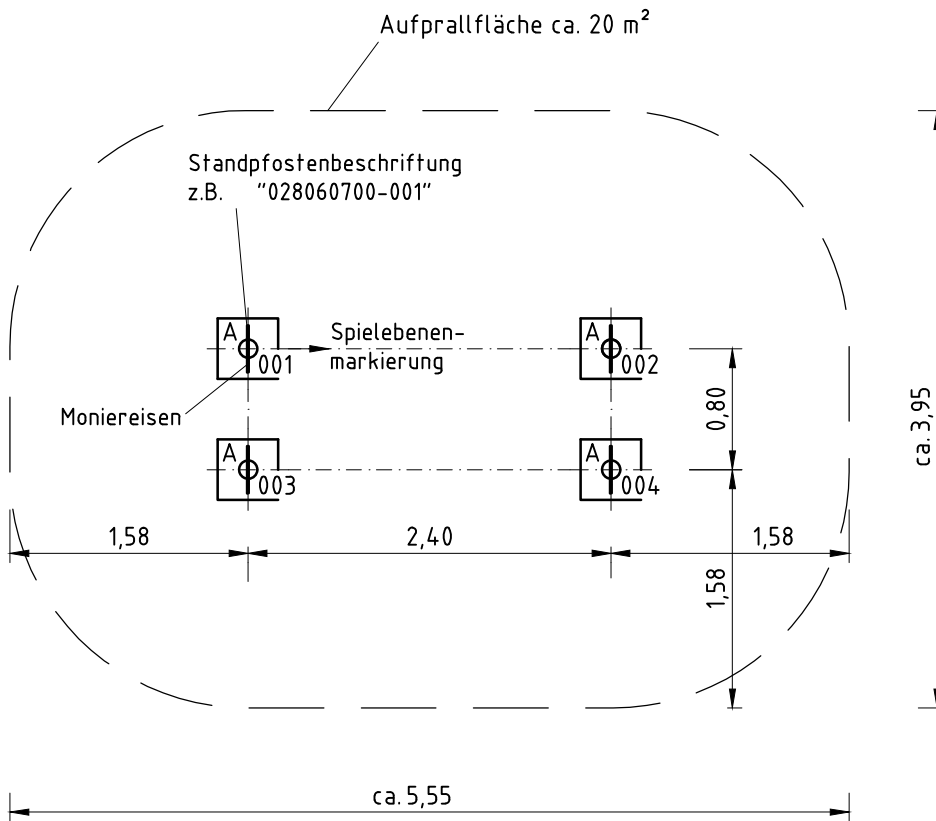 Aufprallfläche ca. 20 m²
Standpfostenbeschriftung
z.B. "028060700-001"
A
001
Spielebenen-
markierung
A
002
Moniereisen
A
003
A
004
0,80
ca. 3,95
1,58
2,40
1,58
1,58
ca. 5,55